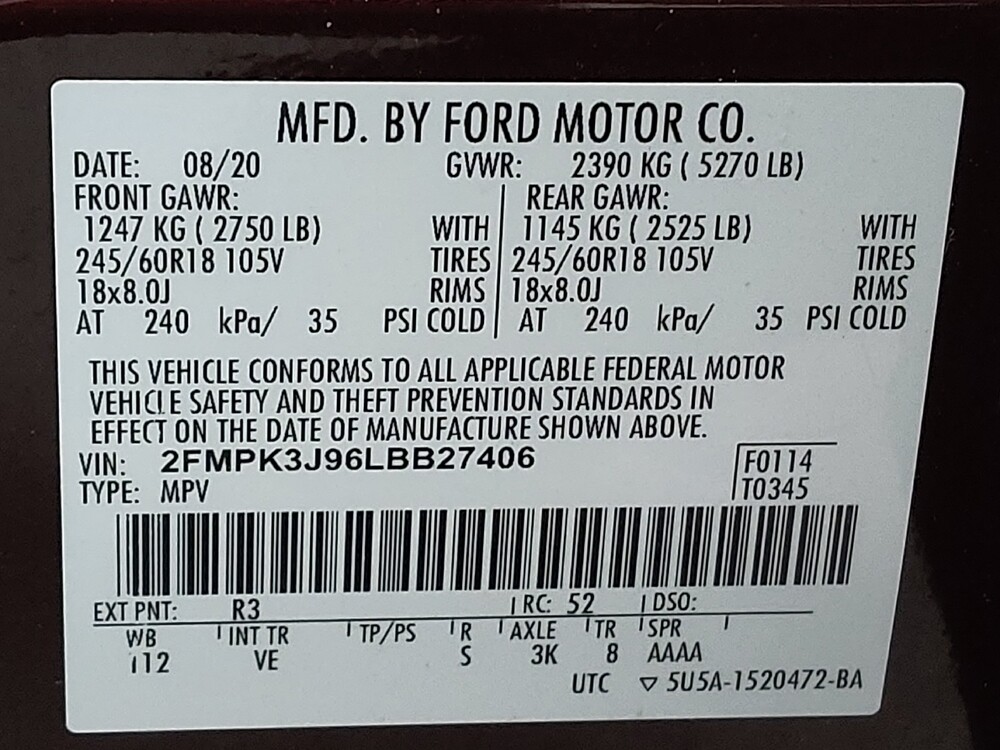 MFD. BY FORD MOTOR CO.
DATE: 08/20 GVWR: 2390 KG ( 5270 LB)
FRONT GAWR: REAR GAWR:
1247 KG ( 2750 LB) WITH 1145 KG ( 2525 LB) WITH
245/60R18 105V TIRES 245/60R18 105V TIRES
18x8.0J RIMS 18x8.0J RIMS
AT 240 kPa/ 35 PSI COLD AT 240 kPa/ 35 PSI COLD
THIS VEHICLE CONFORMS TO ALL APPLICABLE FEDERAL MOTOR
VEHICLE SAFETY AND THEFT PREVENTION STANDARDS IN
EFFECT ON THE DATE OF MANUFACTURE SHOWN ABOVE.
VIN: 2FMPK3J96LBB27406 F0114
TYPE: MPV T0345
EXT PNT: R3 RC: 52 DSO:
WB INT TR TP/PS R AXLE TR SPR
112 VE S 3K 8 AAAA
UTC ▽ 5U5A-1520472-BA